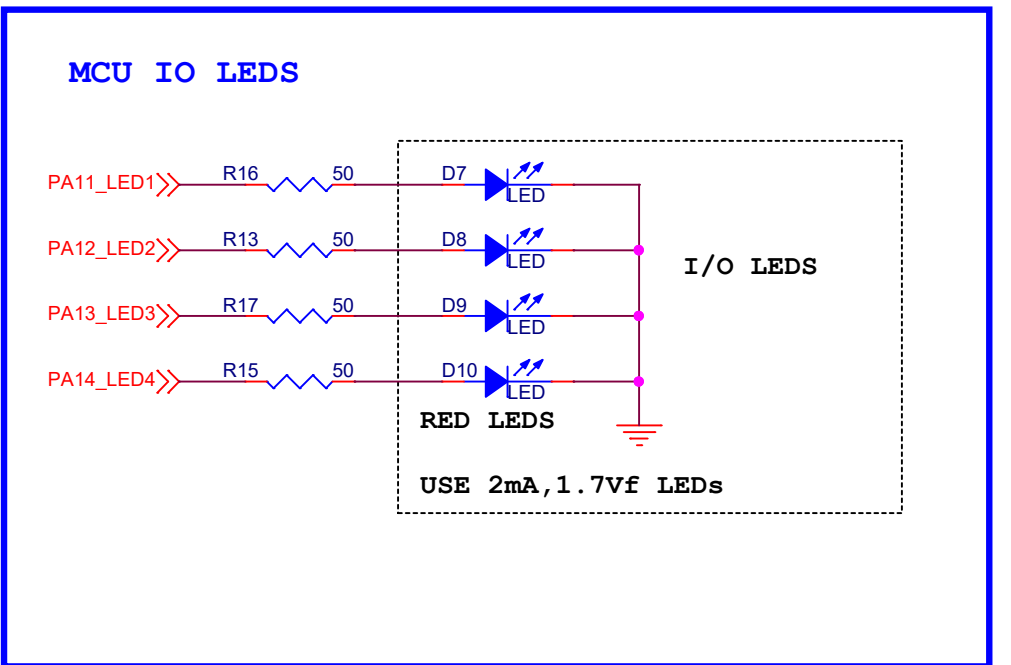 MCU IO LEDS
PA11_LED1 R16 50 D7 LED
PA12_LED2 R13 50 D8 LED
I/O LEDS
PA13_LED3 R17 50 D9 LED
PA14_LED4 R15 50 D10 LED
RED LEDS
USE 2mA,1.7Vf LEDs